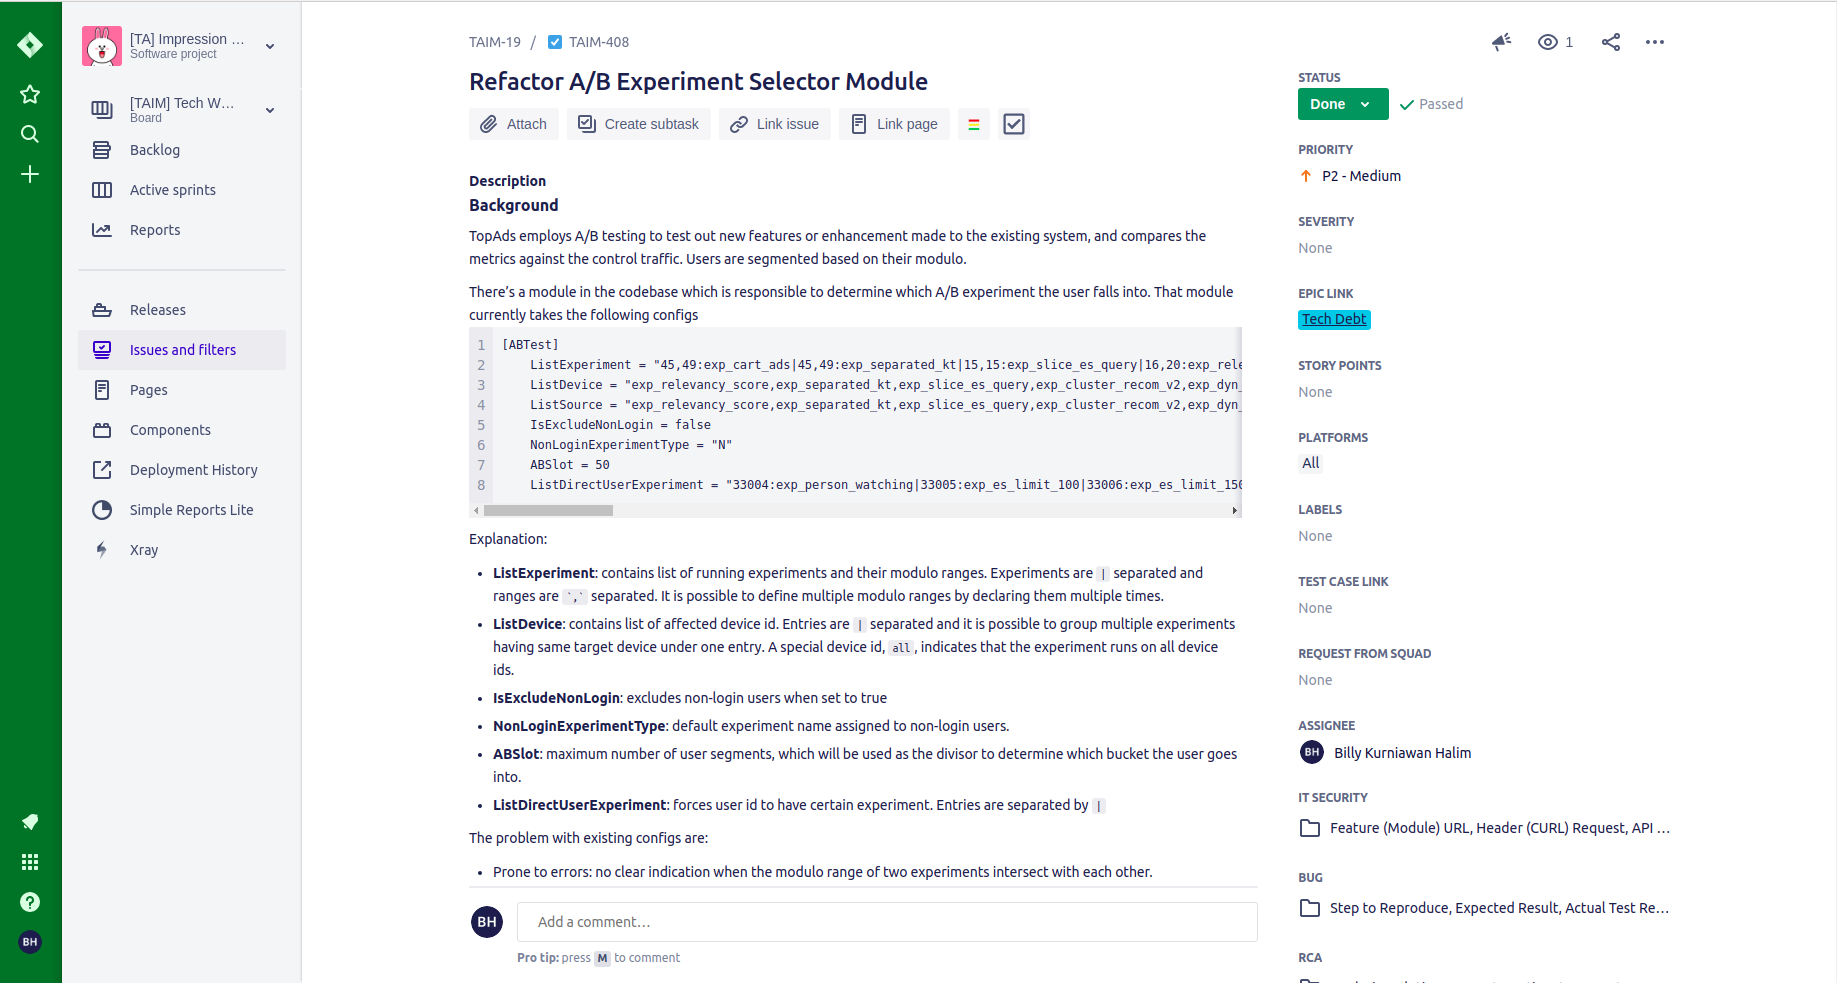 [TA] Impression ...
Software project
[TAIM] Tech W...
Board
Backlog
Active sprints
Reports
Releases
Issues and filters
Pages
Components
Deployment History
Simple Reports Lite
Xray
BH
TAIM-19 / TAIM-408
1
Refactor A/B Experiment Selector Module
Attach
Create subtask
Link issue
Link page
Description
Background
TopAds employs A/B testing to test out new features or enhancement made to the existing system, and compares the
metrics against the control traffic. Users are segmented based on their modulo.
There's a module in the codebase which is responsible to determine which A/B experiment the user falls into. That module
currently takes the following configs
1 [ABTest]
2 ListExperiment = "45,49:exp_cart_ads|45,49:exp_separated_kt|15,15:exp_slice_es_query|16,20:exp_rele
3 ListDevice = "exp_relevancy_score,exp_separated_kt,exp_slice_es_query,exp_cluster_recom_v2,exp_dyn_
4 ListSource = "exp_relevancy_score,exp_separated_kt,exp_slice_es_query,exp_cluster_recom_v2,exp_dyn_
5 IsExcludeNonLogin = false
6 NonLoginExperimentType = "N"
7 ABSlot = 50
8 ListDirectUserExperiment = "33004:exp_person_watching|33005:exp_es_limit_100|33006:exp_es_limit_150
Explanation:
• ListExperiment: contains list of running experiments and their modulo ranges. Experiments are | separated and
ranges are `,` separated. It is possible to define multiple modulo ranges by declaring them multiple times.
• ListDevice: contains list of affected device id. Entries are | separated and it is possible to group multiple experiments
having same target device under one entry. A special device id, all, indicates that the experiment runs on all device
ids.
• IsExcludeNonLogin: excludes non-login users when set to true
• NonLoginExperimentType: default experiment name assigned to non-login users.
• ABSlot: maximum number of user segments, which will be used as the divisor to determine which bucket the user goes
into.
• ListDirectUserExperiment: forces user id to have certain experiment. Entries are separated by |
The problem with existing configs are:
• Prone to errors: no clear indication when the modulo range of two experiments intersect with each other.
BH
Add a comment...
Pro tip: press M to comment
STATUS
Done
Passed
PRIORITY
P2 - Medium
SEVERITY
None
EPIC LINK
Tech Debt
STORY POINTS
None
PLATFORMS
All
LABELS
None
TEST CASE LINK
None
REQUEST FROM SQUAD
None
ASSIGNEE
BH Billy Kurniawan Halim
IT SECURITY
Feature (Module) URL, Header (CURL) Request, API ...
BUG
Step to Reproduce, Expected Result, Actual Test Re...
RCA